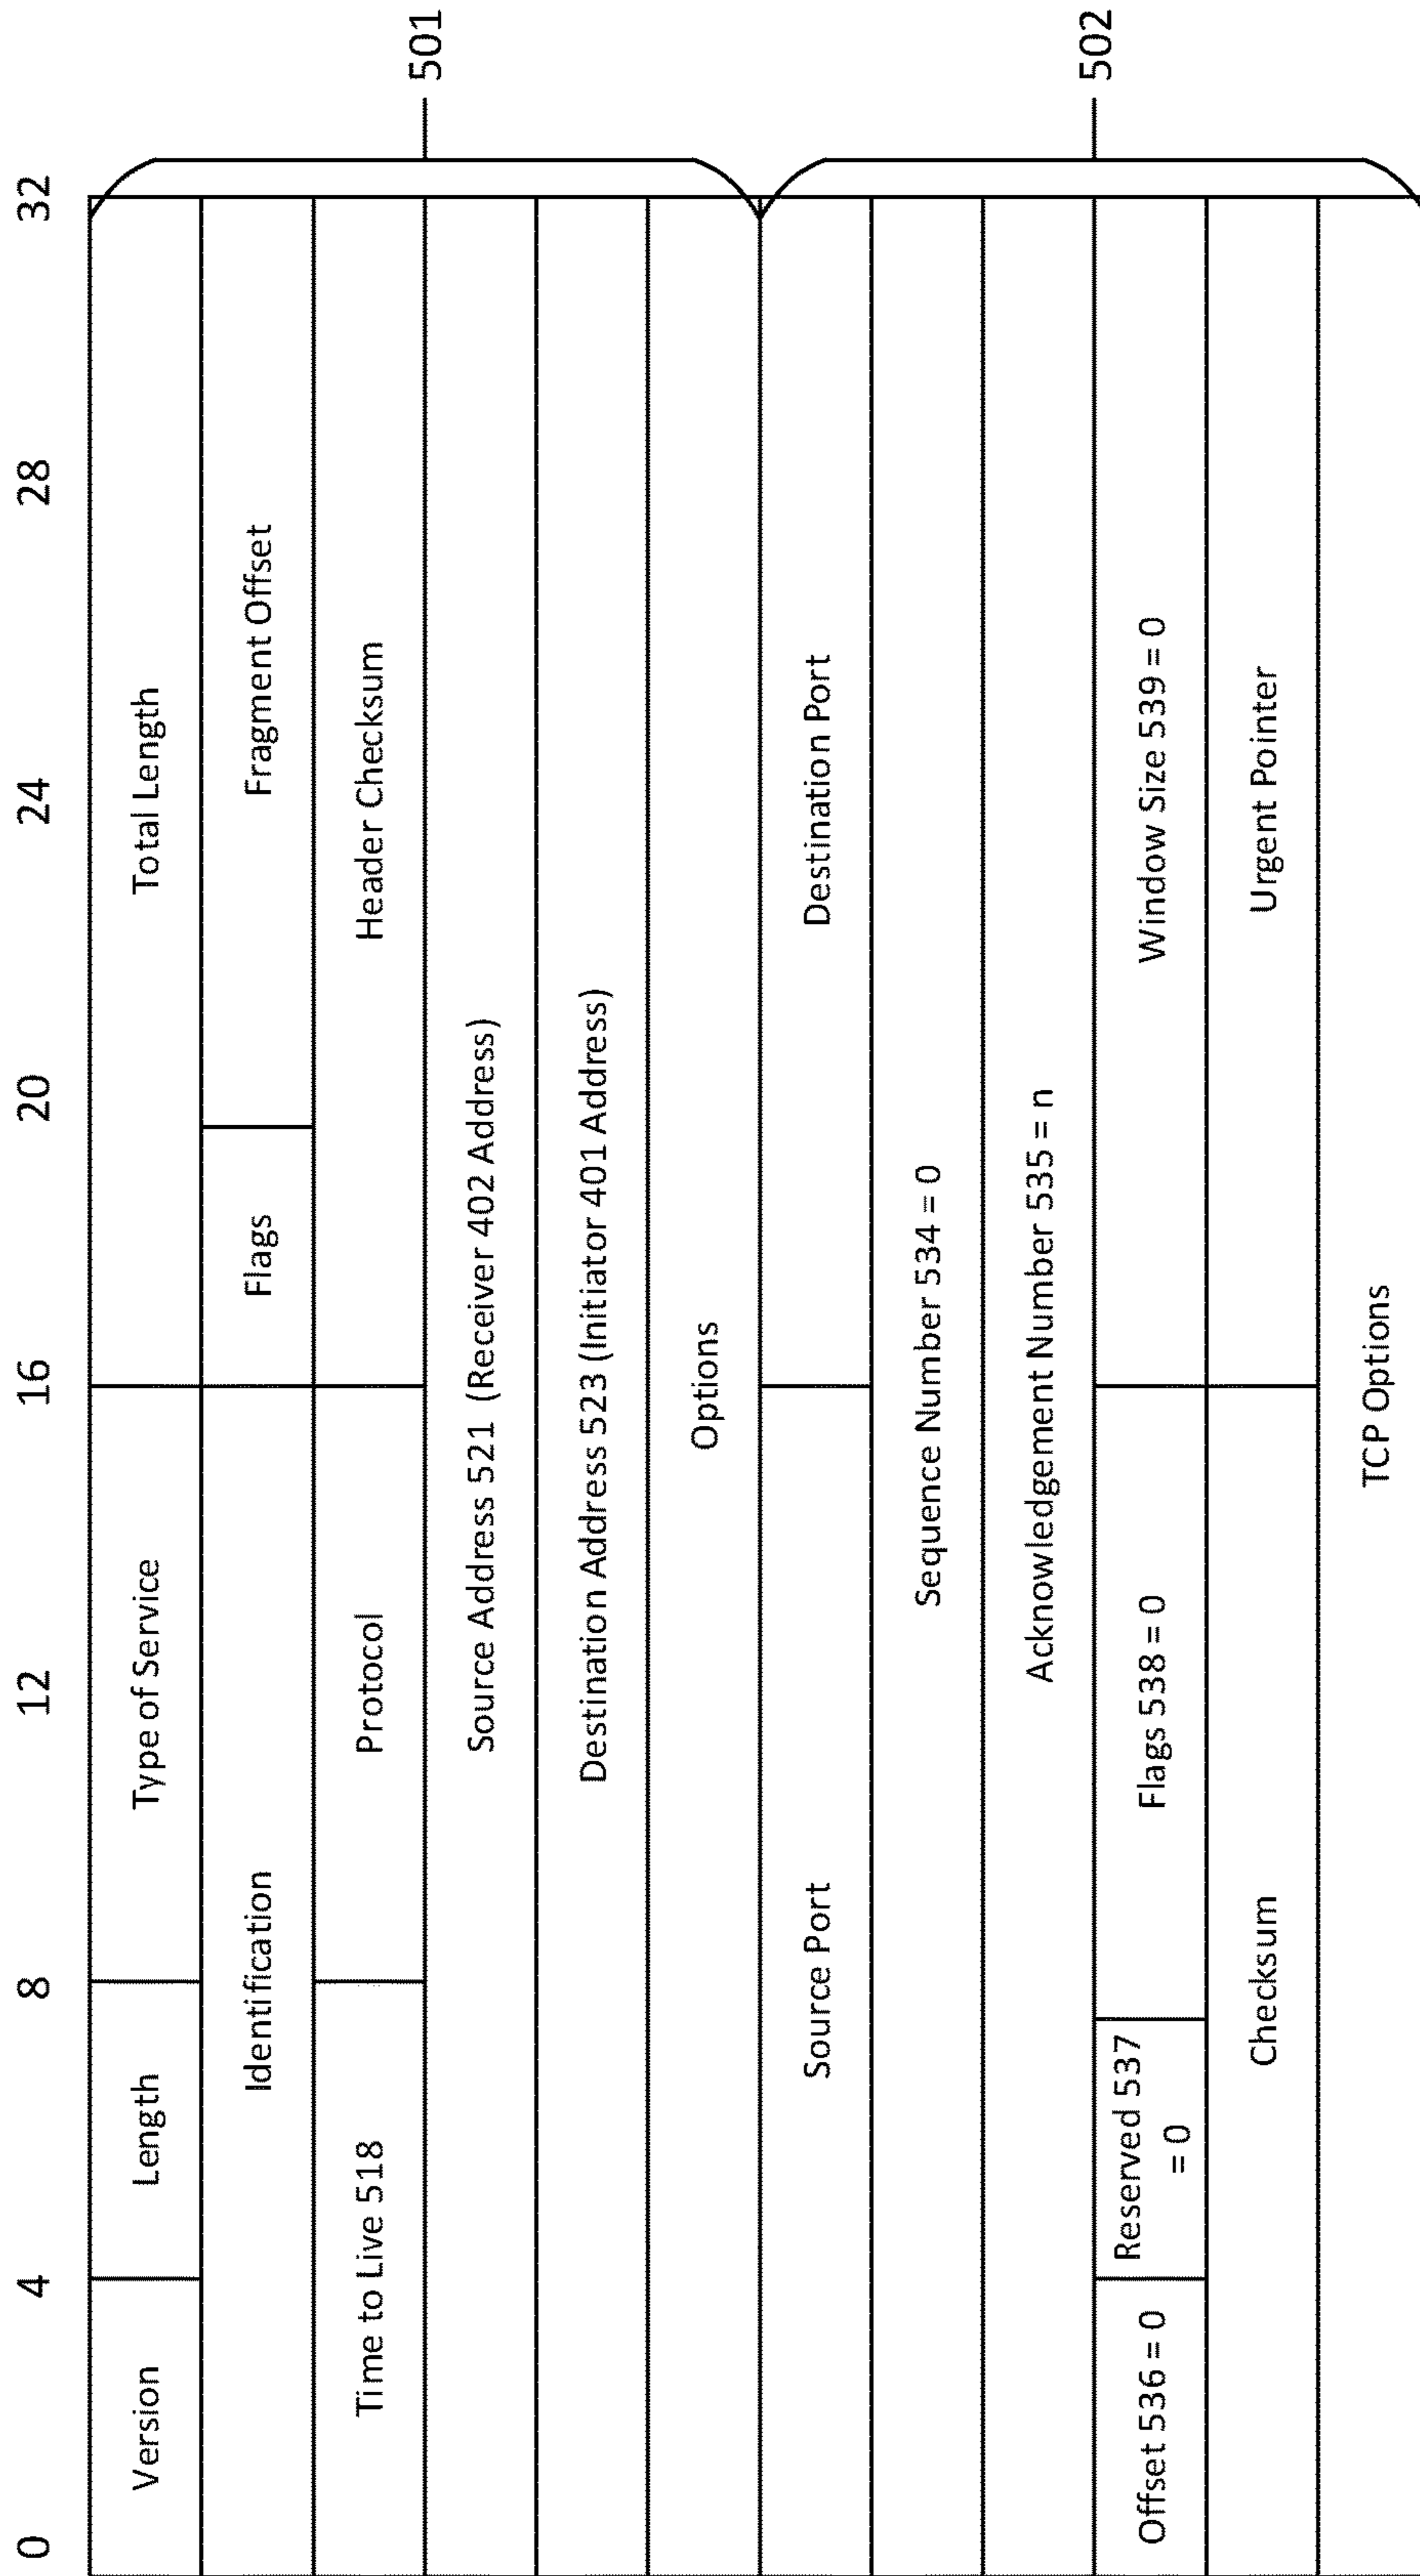 0 4 8 12 16 20 24 28 32
Version Length Type of Service Total Length
Identification Flags Fragment Offset
Time to Live 518 Protocol Header Checksum
501
Source Address 521 (Receiver 402 Address)
Destination Address 523 (Initiator 401 Address)
Options
Source Port Destination Port
Sequence Number 534 = 0
Acknowledgement Number 535 = n
502
Offset 536 = 0 Reserved 537 Flags 538 = 0 Window Size 539 = 0
= 0
Checksum Urgent Pointer
TCP Options